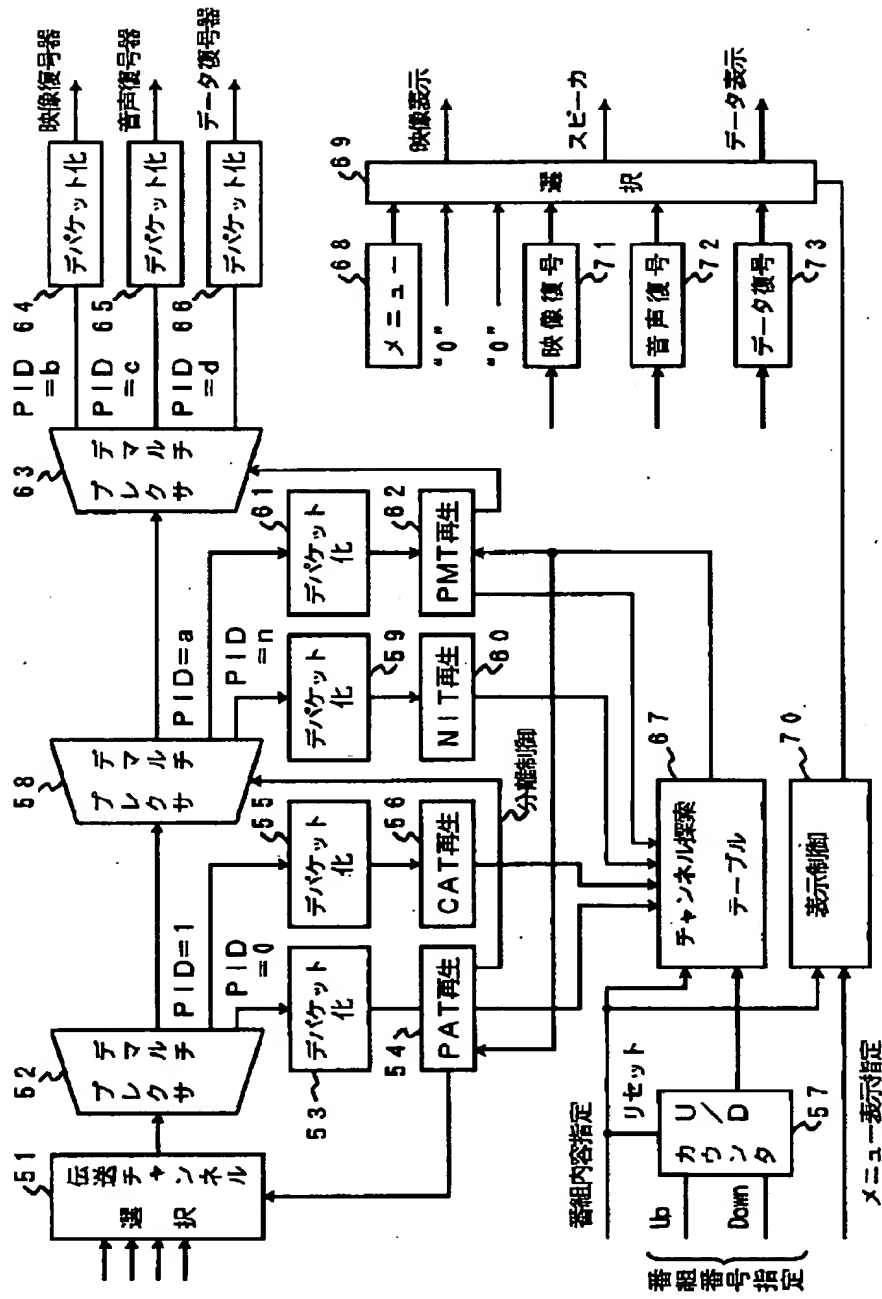 51
伝送チャンネル
選択
52
デマルチ
プレクサ
PID=1
PID
=0
58
デマルチ
プレクサ
PID=a
PID=n
63
デマルチ
プレクサ
PID
=b
PID
=c
PID
=d
64
デパケット化
映像復号器
65
デパケット化
音声復号器
66
デパケット化
データ復号器
53
デパケット
化
54
PAT再生
55
デパケット
化
56
CAT再生
分離制御
59
デパケット
化
60
NIT再生
61
デパケット
化
62
PMT再生
番組内容指定
リセット
Up
Down
番組番号指定
U/D
カウンタ
57
メニュー表示指定
67
チャンネル探索
テーブル
70
表示制御
68
メニュー
“0”
“0”
映像復号
71
音声復号
72
データ復号
73
69
選択
映像表示
スピーカ
データ表示